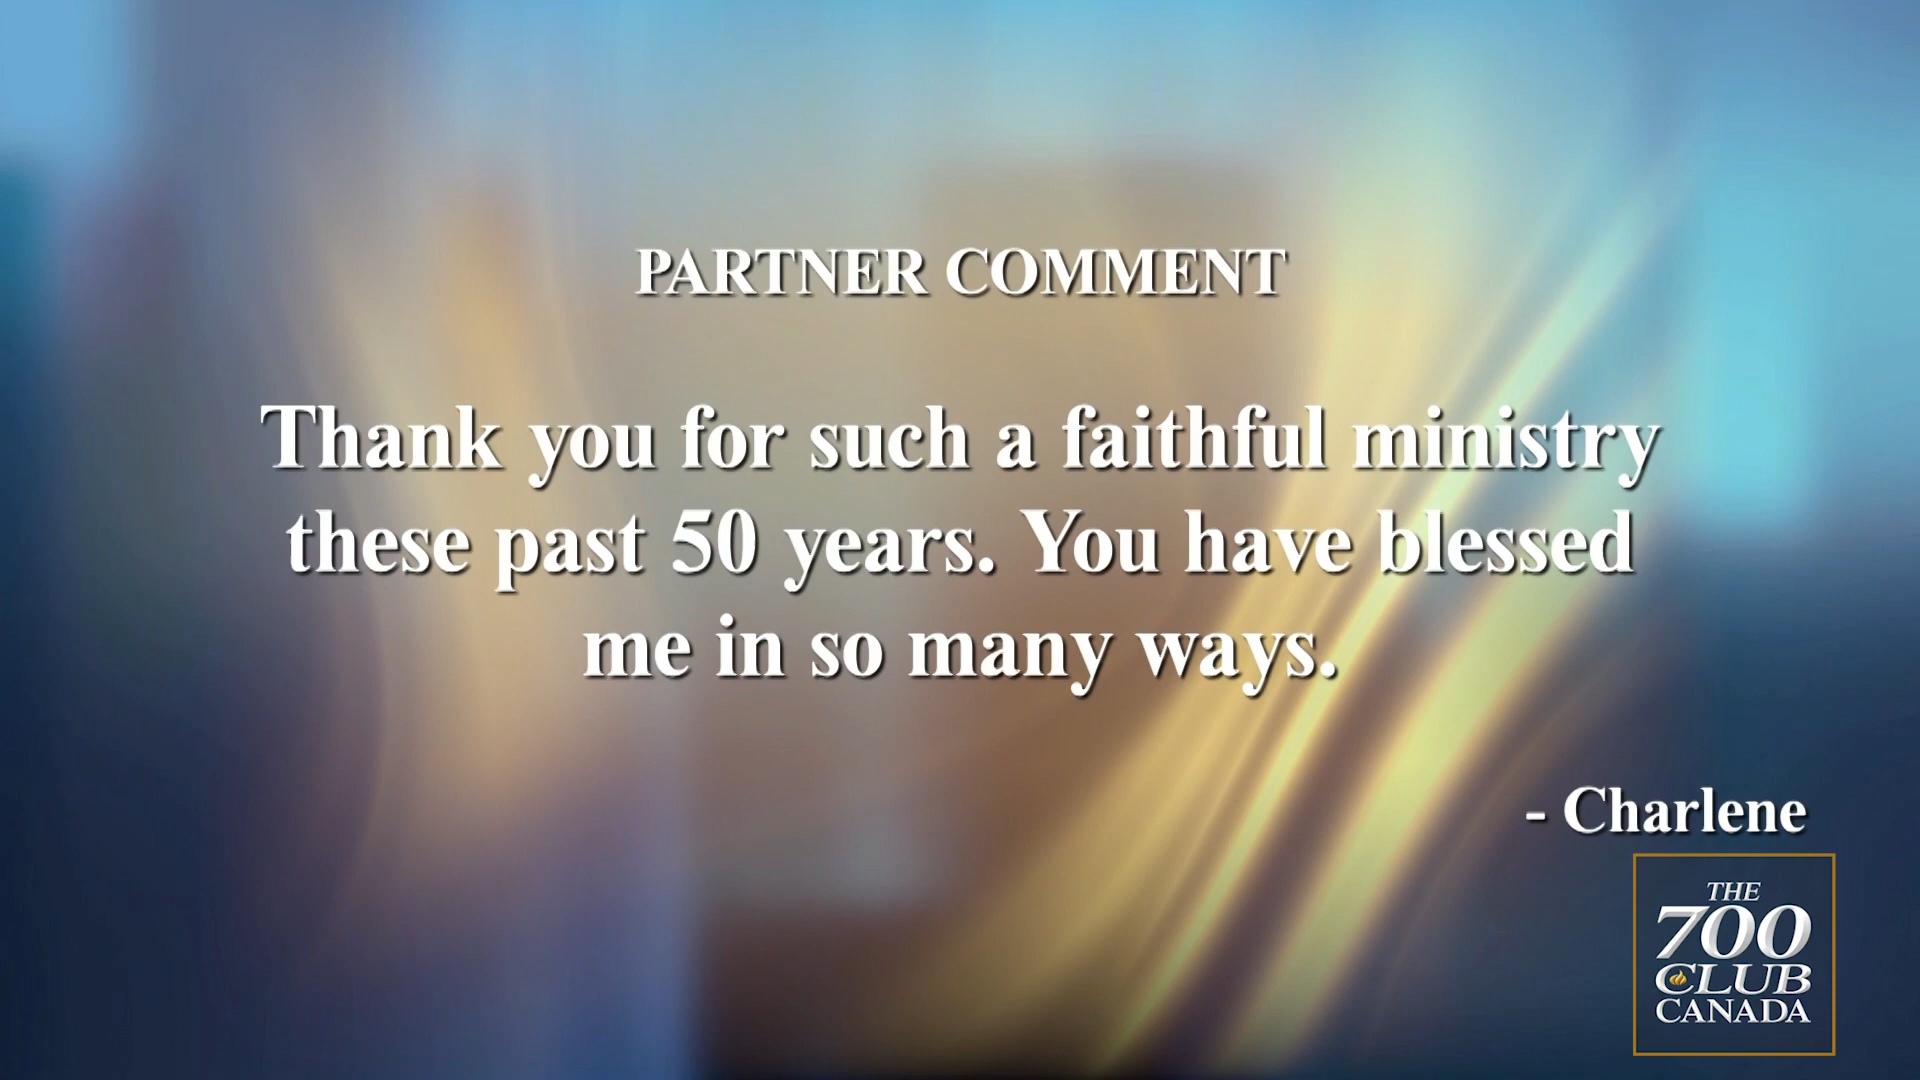 PARTNER COMMENT
Thank you for such a faithful ministry
these past 50 years. You have blessed
me in so many ways.
- Charlene
THE
700
CLUB
CANADA